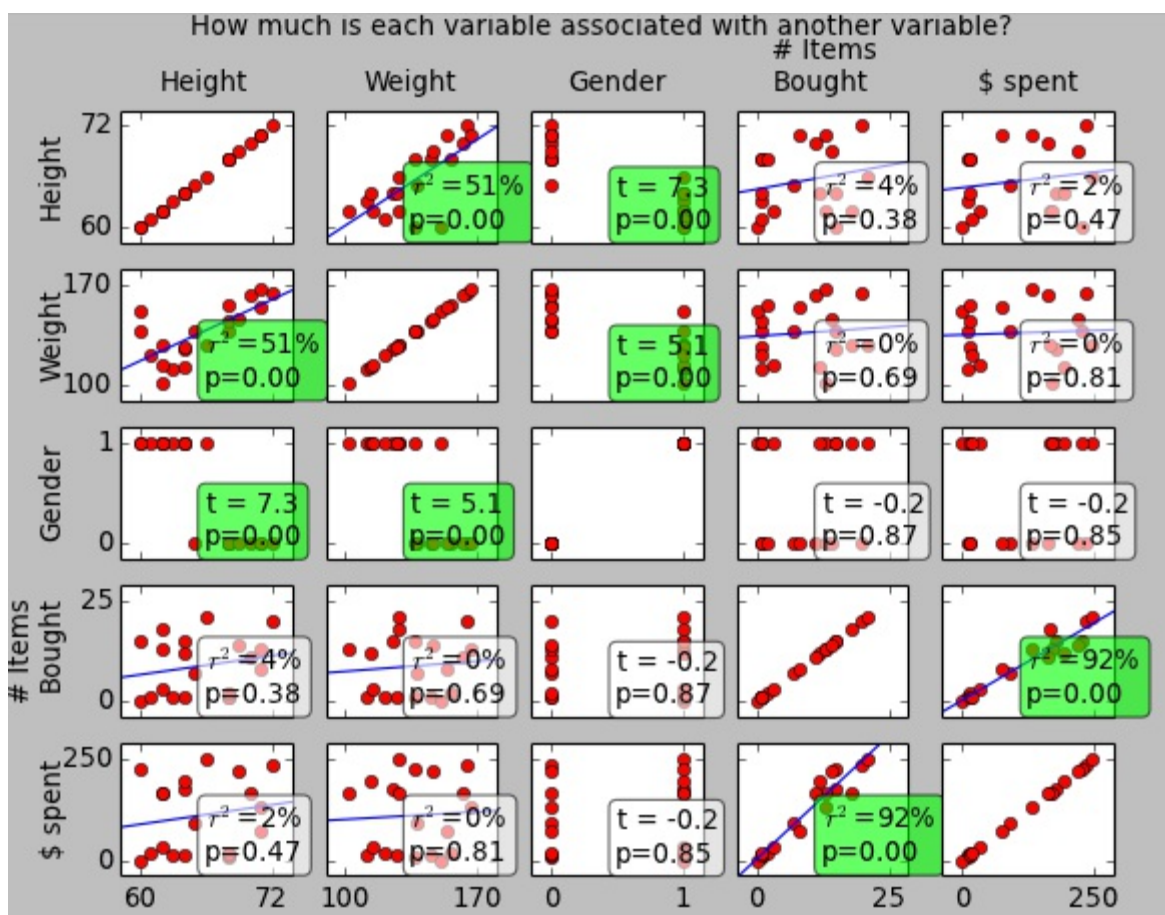 How much is each variable associated with another variable?
Height
Weight
Gender
# Items
Bought
$ spent
Height
72
60
r² =51%
p=0.00
t = 7.3
p=0.00
r² =4%
p=0.38
r² =2%
p=0.47
Weight
170
100
r² =51%
p=0.00
t = 5.1
p=0.00
r² =0%
p=0.69
r² =0%
p=0.81
Gender
1
0
t = 7.3
p=0.00
t = 5.1
p=0.00
t = -0.2
p=0.87
t = -0.2
p=0.85
# Items
Bought
25
0
r² =4%
p=0.38
r² =0%
p=0.69
t = -0.2
p=0.87
r² =92%
p=0.00
$ spent
250
0
r² =2%
p=0.47
r² =0%
p=0.81
t = -0.2
p=0.85
r² =92%
p=0.00
60 72 100 170 0 1 0 25 0 250